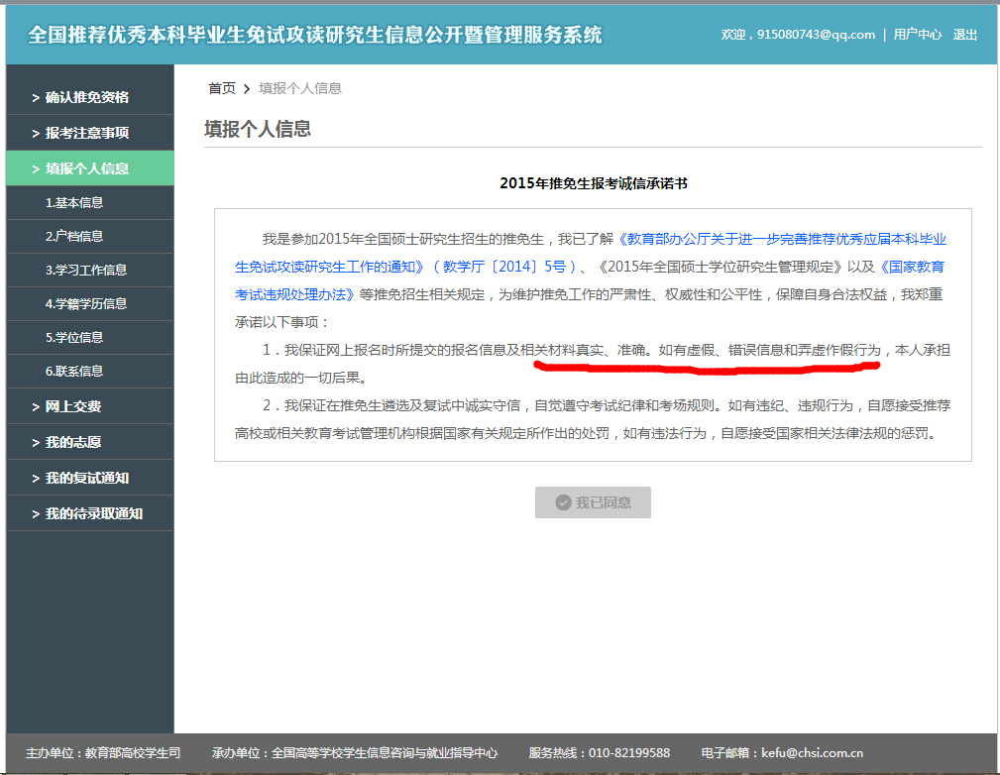 全国推荐优秀本科毕业生免试攻读研究生信息公开暨管理服务系统
欢迎，915080743@qq.com | 用户中心 退出
> 确认推免资格
> 报考注意事项
> 填报个人信息
1.基本信息
2.户档信息
3.学习工作信息
4.学籍学历信息
5.学位信息
6.联系信息
> 网上交费
> 我的志愿
> 我的复试通知
> 我的待录取通知
首页 > 填报个人信息
填报个人信息
2015年推免生报考诚信承诺书
我是参加2015年全国硕士研究生招生的推免生，我已了解《教育部办公厅关于进一步完善推荐优秀应届本科毕业
生免试攻读研究生工作的通知》（教学厅〔2014〕5号）、《2015年全国硕士学位研究生管理规定》以及《国家教育
考试违规处理办法》等推免招生相关规定，为维护推免工作的严肃性、权威性和公平性，保障自身合法权益，我郑重
承诺以下事项：
1．我保证网上报名时所提交的报名信息及相关材料真实、准确。如有虚假、错误信息和弄虚作假行为，本人承担
由此造成的一切后果。
2．我保证在推免生遴选及复试中诚实守信，自觉遵守考试纪律和考场规则。如有违纪、违规行为，自愿接受推荐
高校或相关教育考试管理机构根据国家有关规定所作出的处罚，如有违法行为，自愿接受国家相关法律法规的惩罚。
我已同意
主办单位：教育部高校学生司 承办单位：全国高等学校学生信息咨询与就业指导中心 服务热线：010-82199588 电子邮箱：kefu@chsi.com.cn